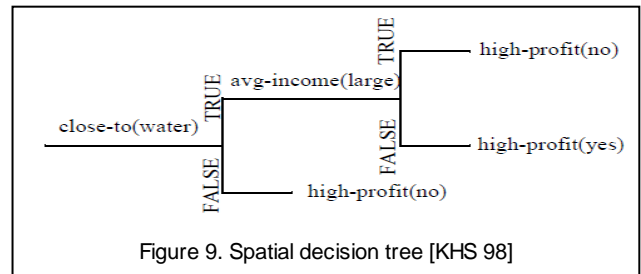 TRUE
high-profit(no)
avg-income(large)
TRUE
close-to(water)
FALSE
high-profit(yes)
FALSE
high-profit(no)
Figure 9. Spatial decision tree [KHS 98]